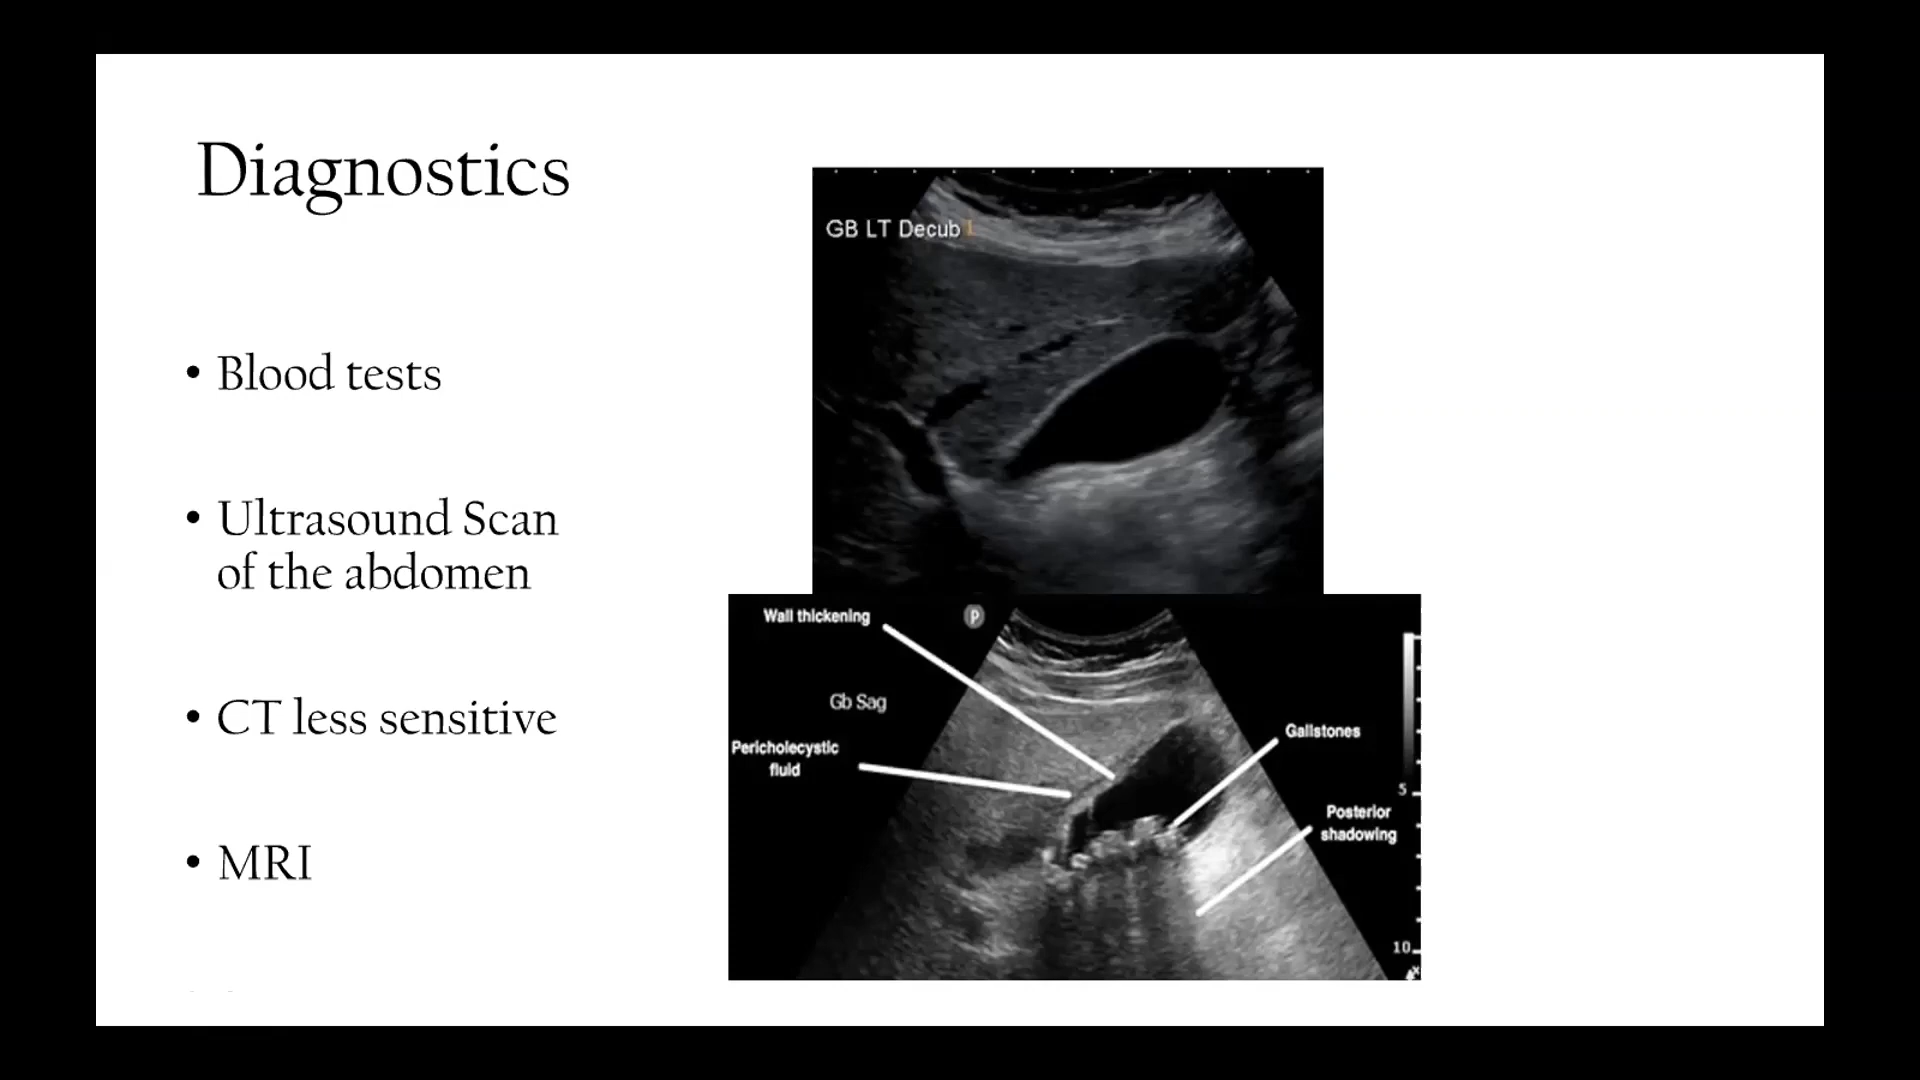 Diagnostics
• Blood tests
• Ultrasound Scan
of the abdomen
• CT less sensitive
• MRI
GB LT Decub 1
Wall thickening
P
Gb Sag
Pericholecystic
fluid
Gallstones
5
Posterior
shadowing
10